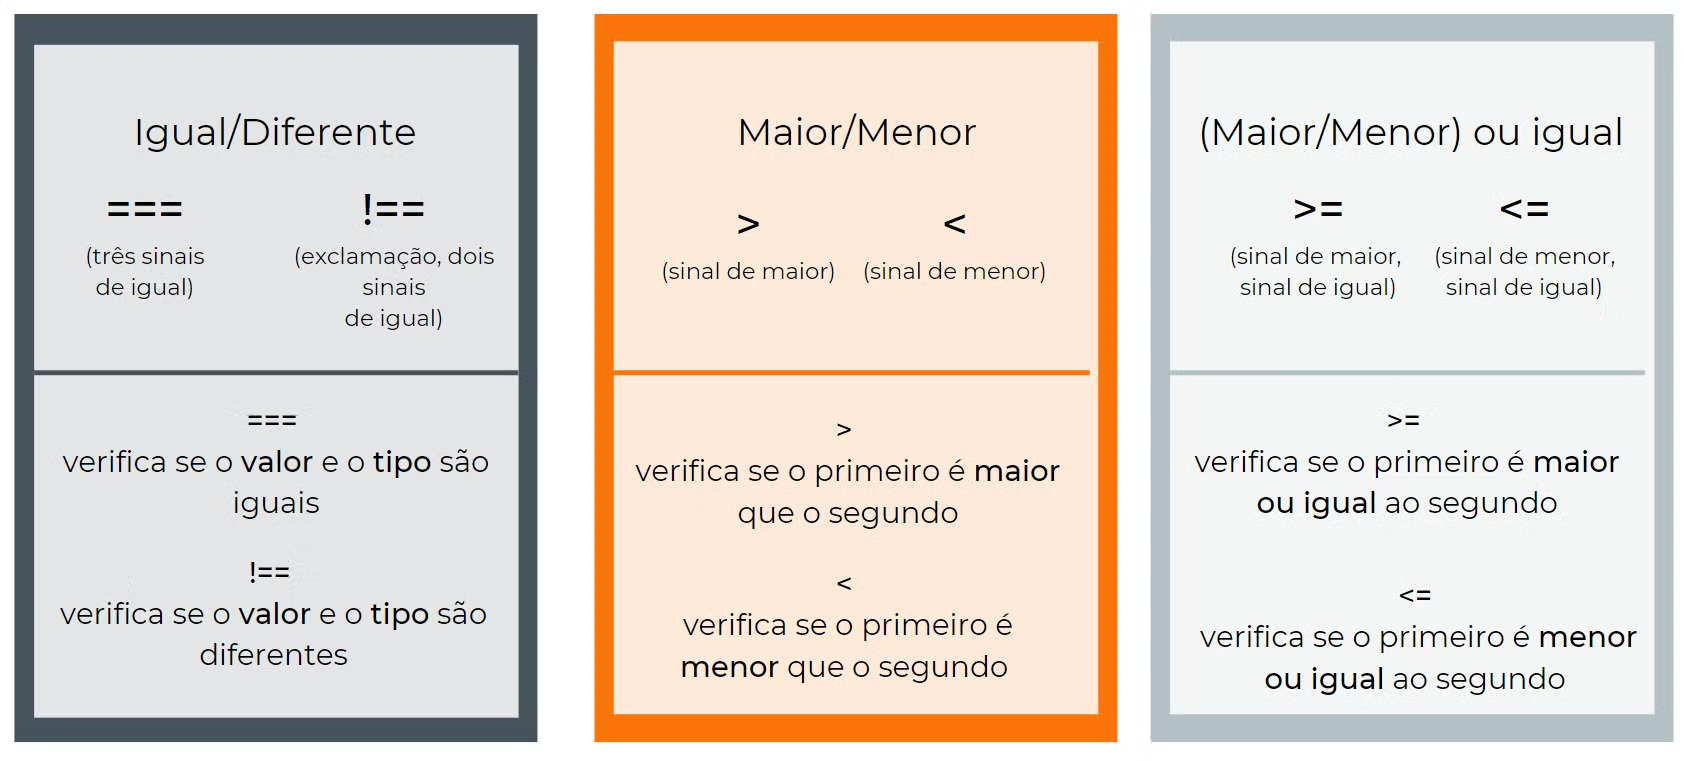 Igual/Diferente
===
(três sinais
de igual)
!==
(exclamação, dois
sinais
de igual)
===
verifica se o valor e o tipo são
iguais
!==
verifica se o valor e o tipo são
diferentes
Maior/Menor
>
(sinal de maior)
<
(sinal de menor)
>
verifica se o primeiro é maior
que o segundo
<
verifica se o primeiro é
menor que o segundo
(Maior/Menor) ou igual
>=
(sinal de maior,
sinal de igual)
<=
(sinal de menor,
sinal de igual)
>=
verifica se o primeiro é maior
ou igual ao segundo
<=
verifica se o primeiro é menor
ou igual ao segundo